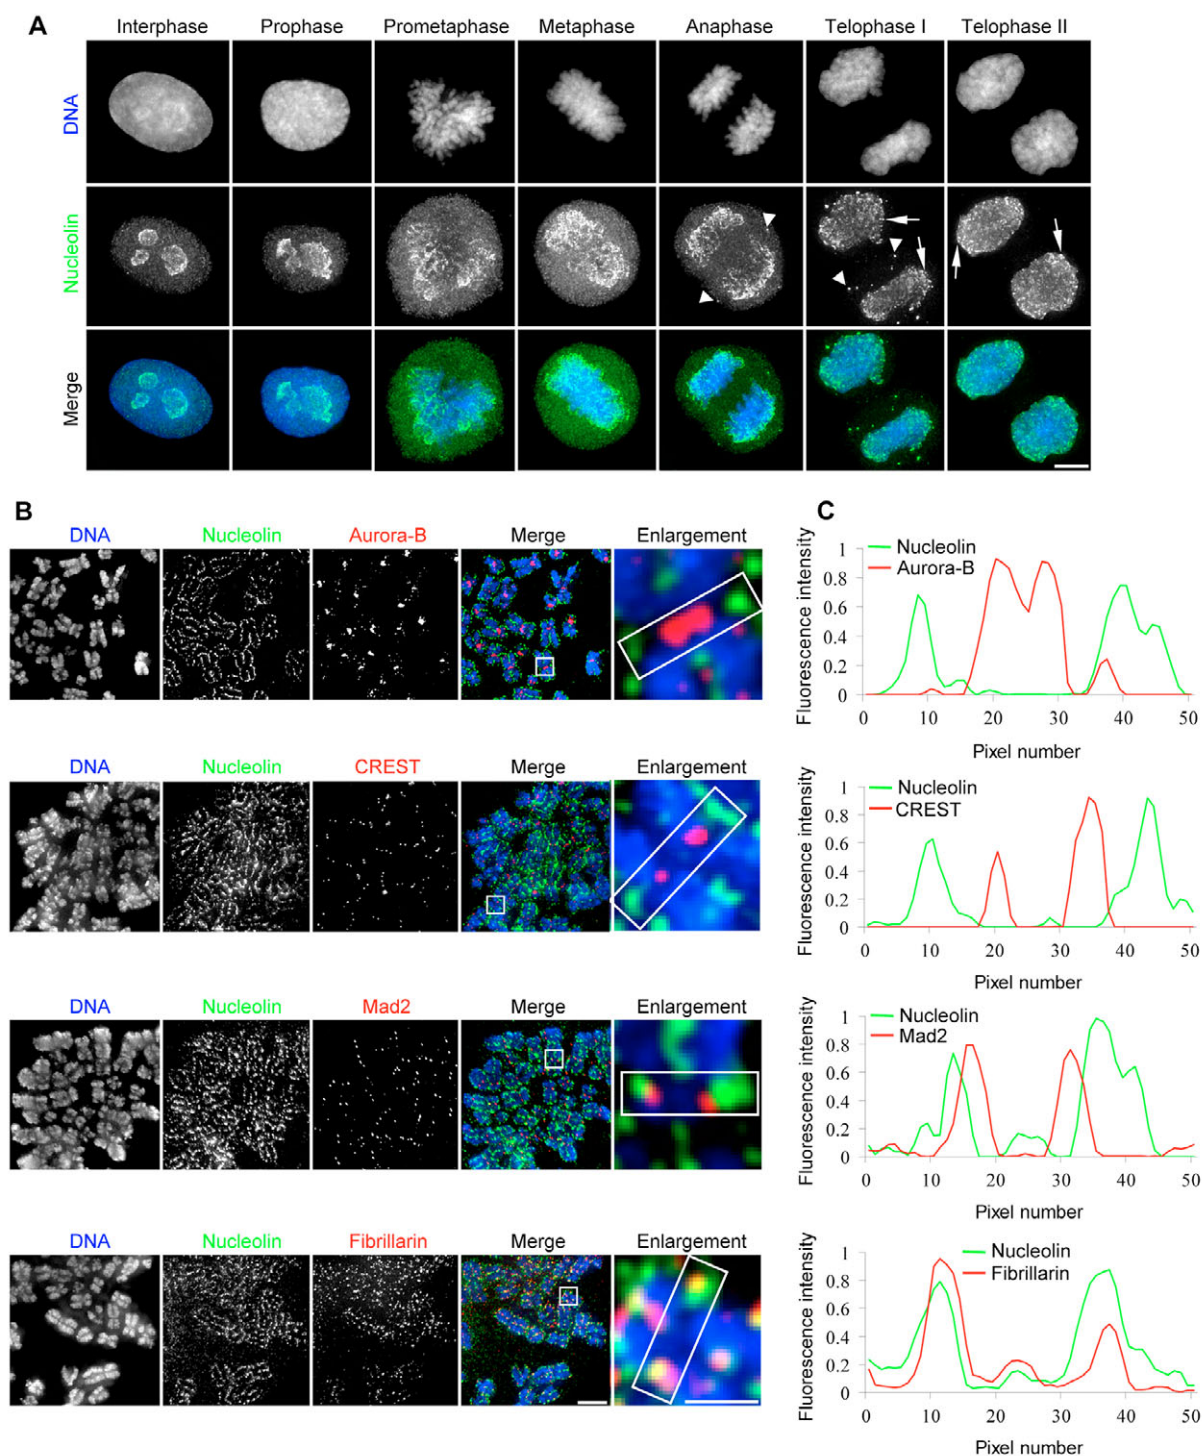 A
Interphase Prophase Prometaphase Metaphase Anaphase Telophase I Telophase II
DNA
Nucleolin
Merge
B
DNA Nucleolin Aurora-B Merge Enlargement
DNA Nucleolin CREST Merge Enlargement
DNA Nucleolin Mad2 Merge Enlargement
DNA Nucleolin Fibrillarin Merge Enlargement
C
Nucleolin
Aurora-B
Fluorescence intensity
1
0.8
0.6
0.4
0.2
0
0 10 20 30 40 50
Pixel number
Nucleolin
CREST
Fluorescence intensity
1
0.8
0.6
0.4
0.2
0
0 10 20 30 40 50
Pixel number
Nucleolin
Mad2
Fluorescence intensity
1
0.8
0.6
0.4
0.2
0
0 10 20 30 40 50
Pixel number
Nucleolin
Fibrillarin
Fluorescence intensity
1
0.8
0.6
0.4
0.2
0
0 10 20 30 40 50
Pixel number